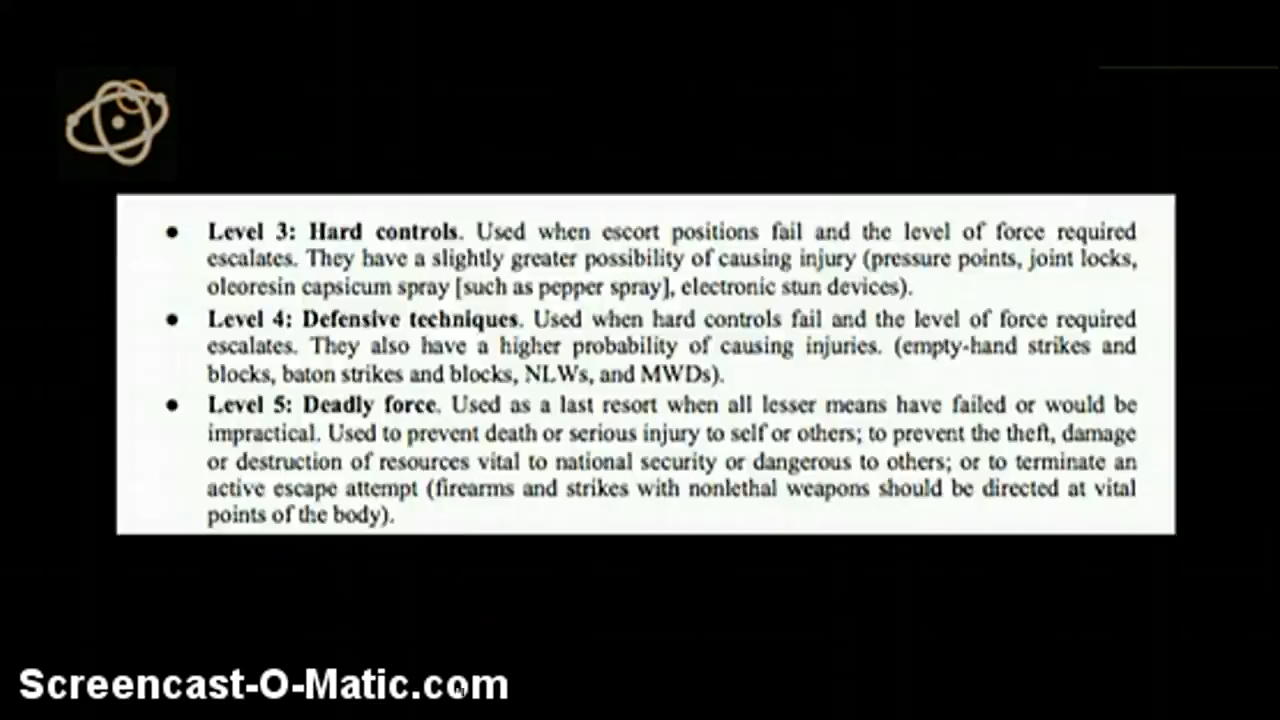 ● Level 3: Hard controls. Used when escort positions fail and the level of force required
escalates. They have a slightly greater possibility of causing injury (pressure points, joint locks,
oleoresin capsicum spray [such as pepper spray], electronic stun devices).
● Level 4: Defensive techniques. Used when hard controls fail and the level of force required
escalates. They also have a higher probability of causing injuries. (empty-hand strikes and
blocks, baton strikes and blocks, NLWs, and MWDs).
● Level 5: Deadly force. Used as a last resort when all lesser means have failed or would be
impractical. Used to prevent death or serious injury to self or others; to prevent the theft, damage
or destruction of resources vital to national security or dangerous to others; or to terminate an
active escape attempt (firearms and strikes with nonlethal weapons should be directed at vital
points of the body).
Screencast-O-Matic.com